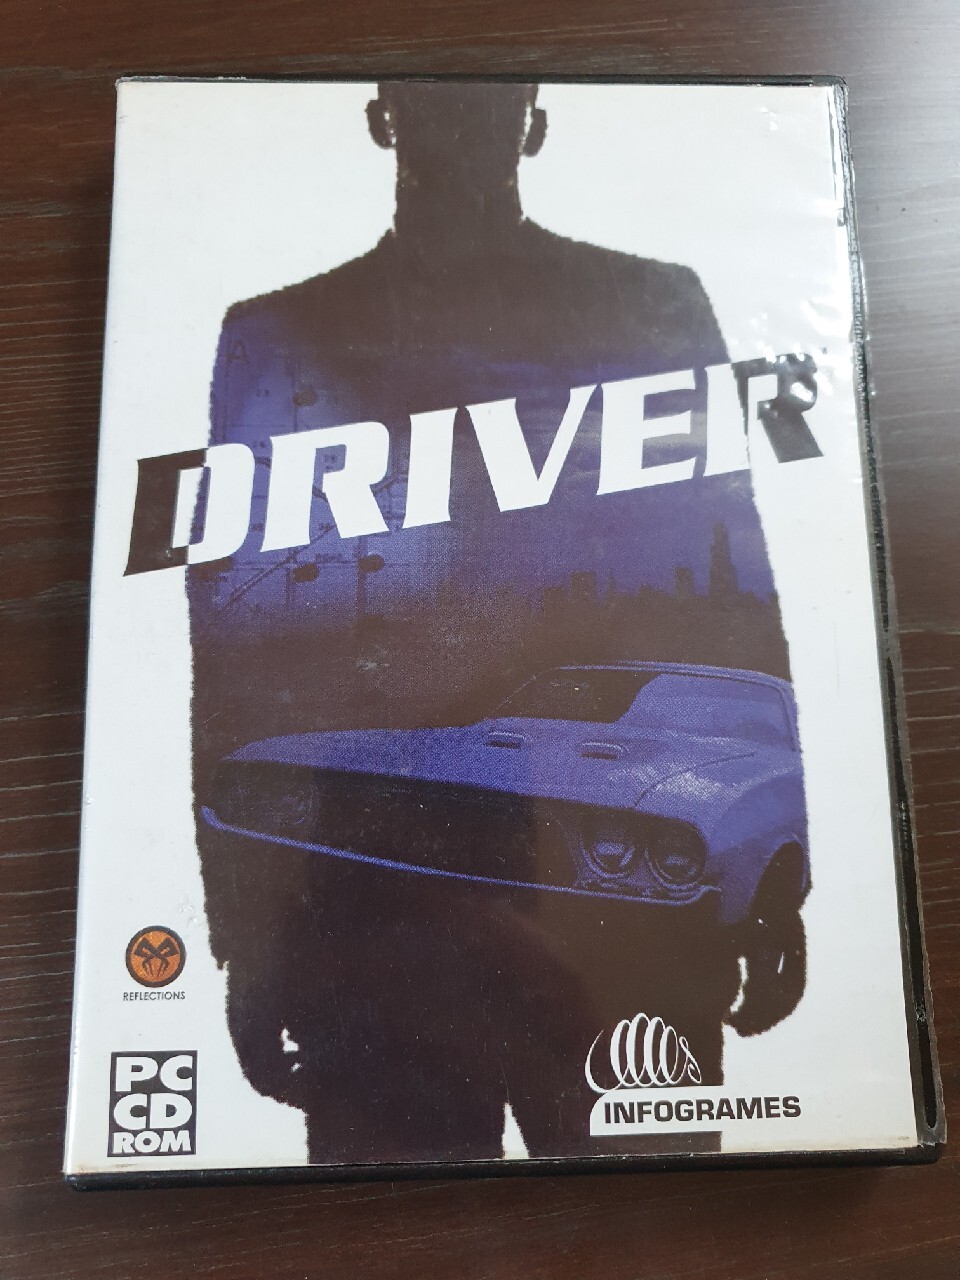 DRIVER
REFLECTIONS
PC
CD
ROM
INFOGRAMES